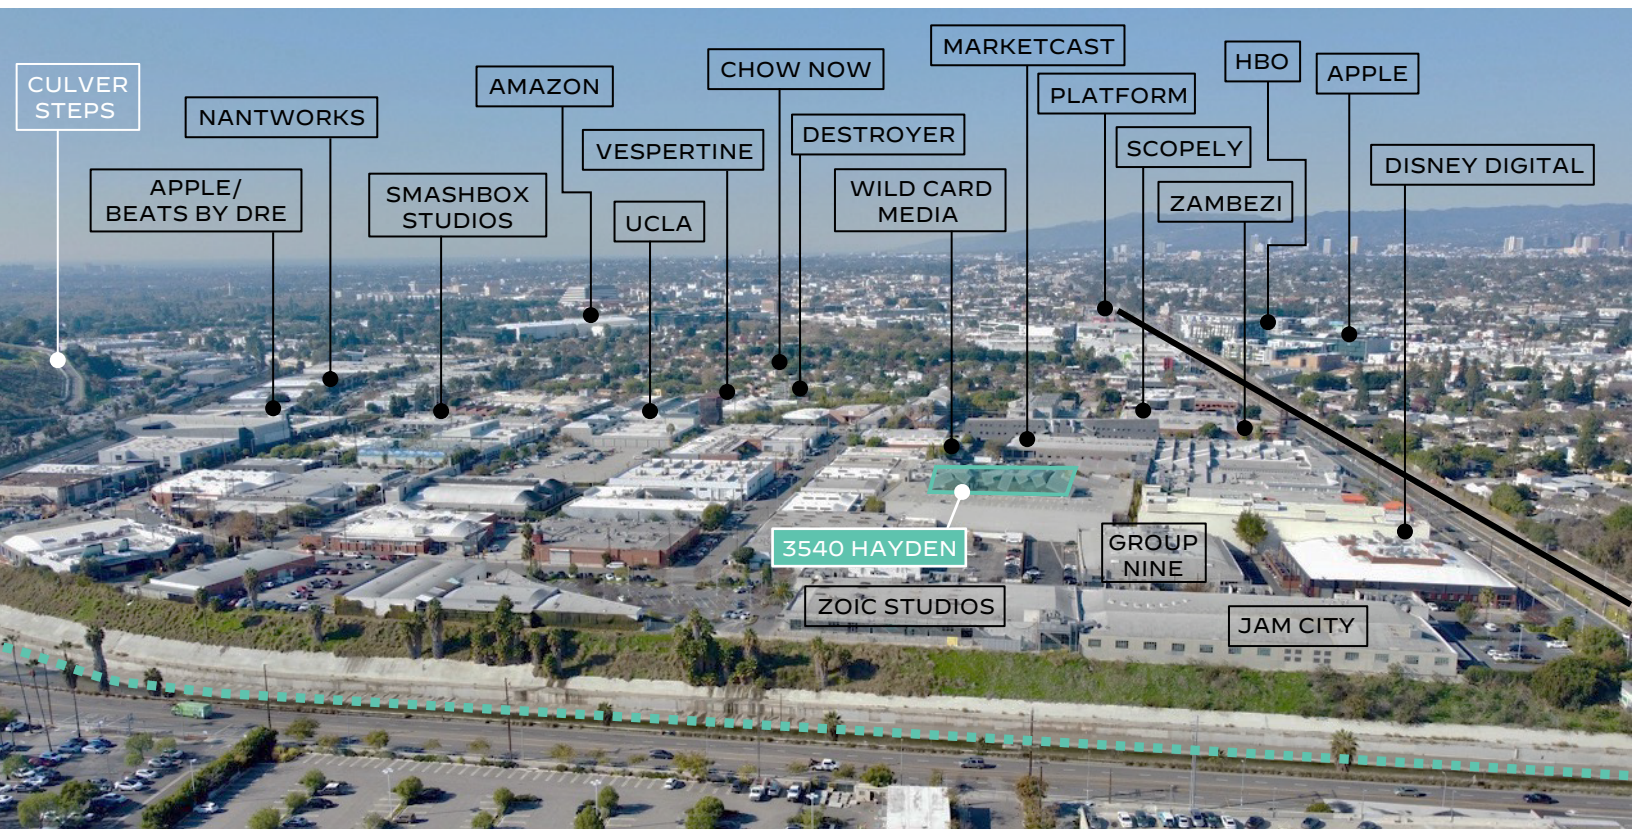 CULVER
STEPS
NANTWORKS
APPLE/
BEATS BY DRE
SMASHBOX
STUDIOS
AMAZON
VESPERTINE
UCLA
CHOW NOW
DESTROYER
WILD CARD
MEDIA
MARKETCAST
PLATFORM
SCOPELY
ZAMBEZI
HBO
APPLE
DISNEY DIGITAL
3540 HAYDEN
GROUP
NINE
ZOIC STUDIOS
JAM CITY